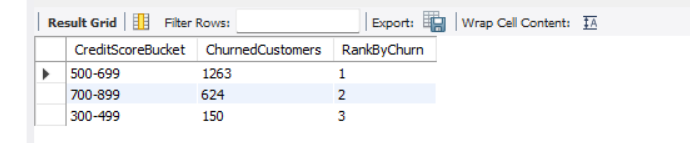 Result Grid Filter Rows: Export: Wrap Cell Content:
CreditScoreBucket ChurnedCustomers RankByChurn
500-699 1263 1
700-899 624 2
300-499 150 3